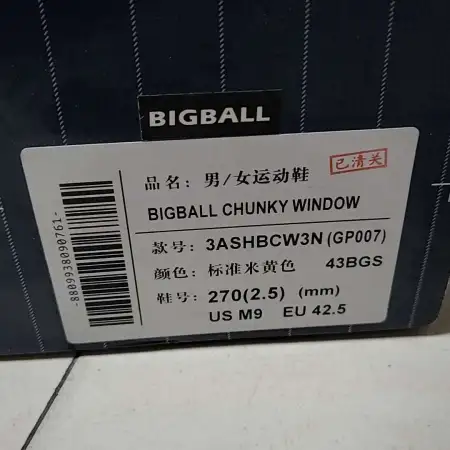 BIGBALL
已清关
品名: 男/女运动鞋
BIGBALL CHUNKY WINDOW
款号: 3ASHBCW3N (GP007)
颜色: 标准米黄色 43BGS
鞋号: 270(2.5) (mm)
US M9 EU 42.5
-8809938090761-